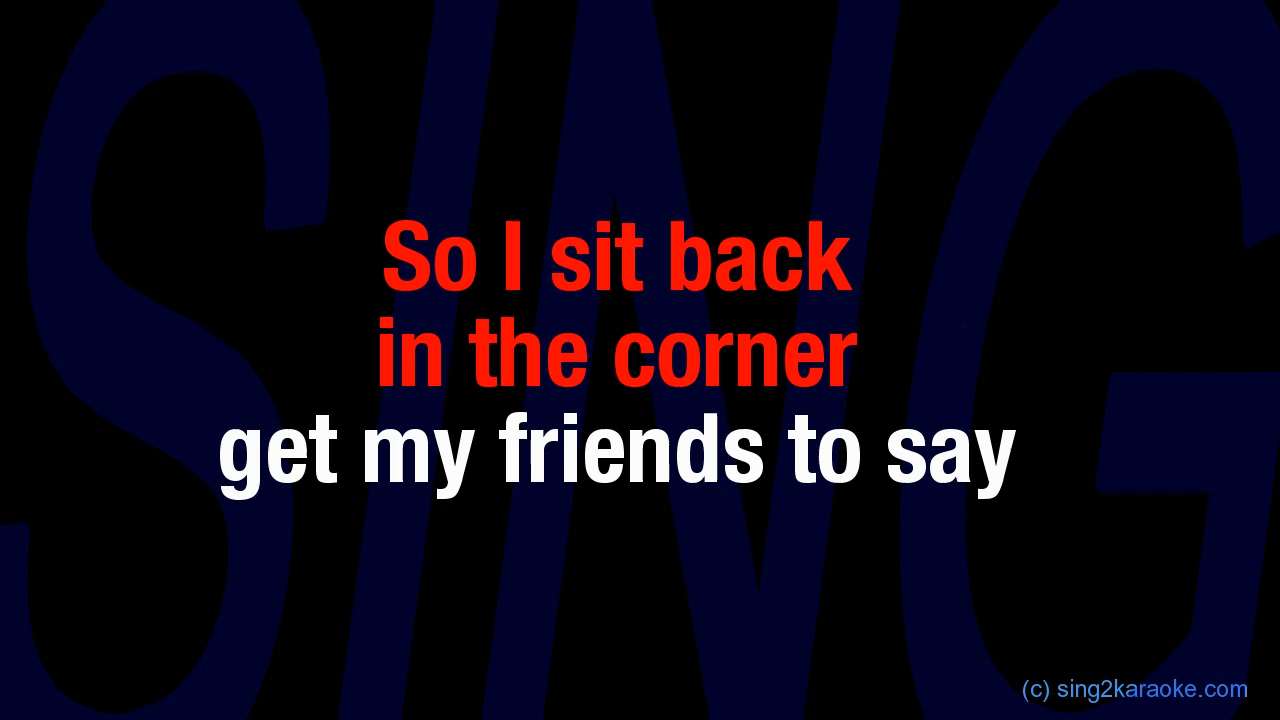 SING
So I sit back
in the corner
get my friends to say
(c) sing2karaoke.com